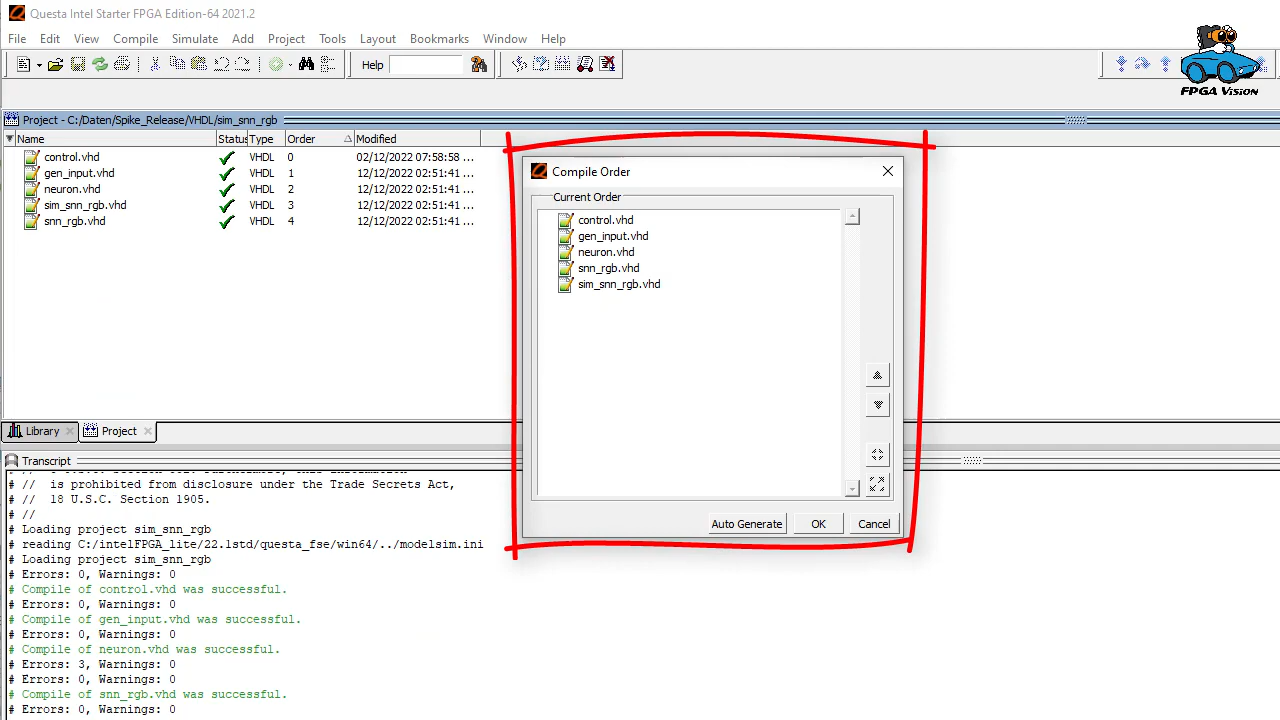 Questa Intel Starter FPGA Edition-64 2021.2
File Edit View Compile Simulate Add Project Tools Layout Bookmarks Window Help
Help
FPGA Vision
Project - C:/Daten/Spike_Release/VHDL/sim_snn_rgb
Name Status Type Order Modified
control.vhd VHDL 0 02/12/2022 07:58:58 ...
gen_input.vhd VHDL 1 12/12/2022 02:51:41 ...
neuron.vhd VHDL 2 12/12/2022 02:51:41 ...
sim_snn_rgb.vhd VHDL 3 12/12/2022 02:51:41 ...
snn_rgb.vhd VHDL 4 12/12/2022 02:51:41 ...
Compile Order
Current Order
control.vhd
gen_input.vhd
neuron.vhd
snn_rgb.vhd
sim_snn_rgb.vhd
Auto Generate OK Cancel
Library Project
Transcript
# // is prohibited from disclosure under the Trade Secrets Act,
# // 18 U.S.C. Section 1905.
# //
# Loading project sim_snn_rgb
# reading C:/intelFPGA_lite/22.1std/questa_fse/win64/../modelsim.ini
# Loading project sim_snn_rgb
# Errors: 0, Warnings: 0
# Compile of control.vhd was successful.
# Errors: 0, Warnings: 0
# Compile of gen_input.vhd was successful.
# Errors: 0, Warnings: 0
# Compile of neuron.vhd was successful.
# Errors: 3, Warnings: 0
# Errors: 0, Warnings: 0
# Compile of snn_rgb.vhd was successful.
# Errors: 0, Warnings: 0